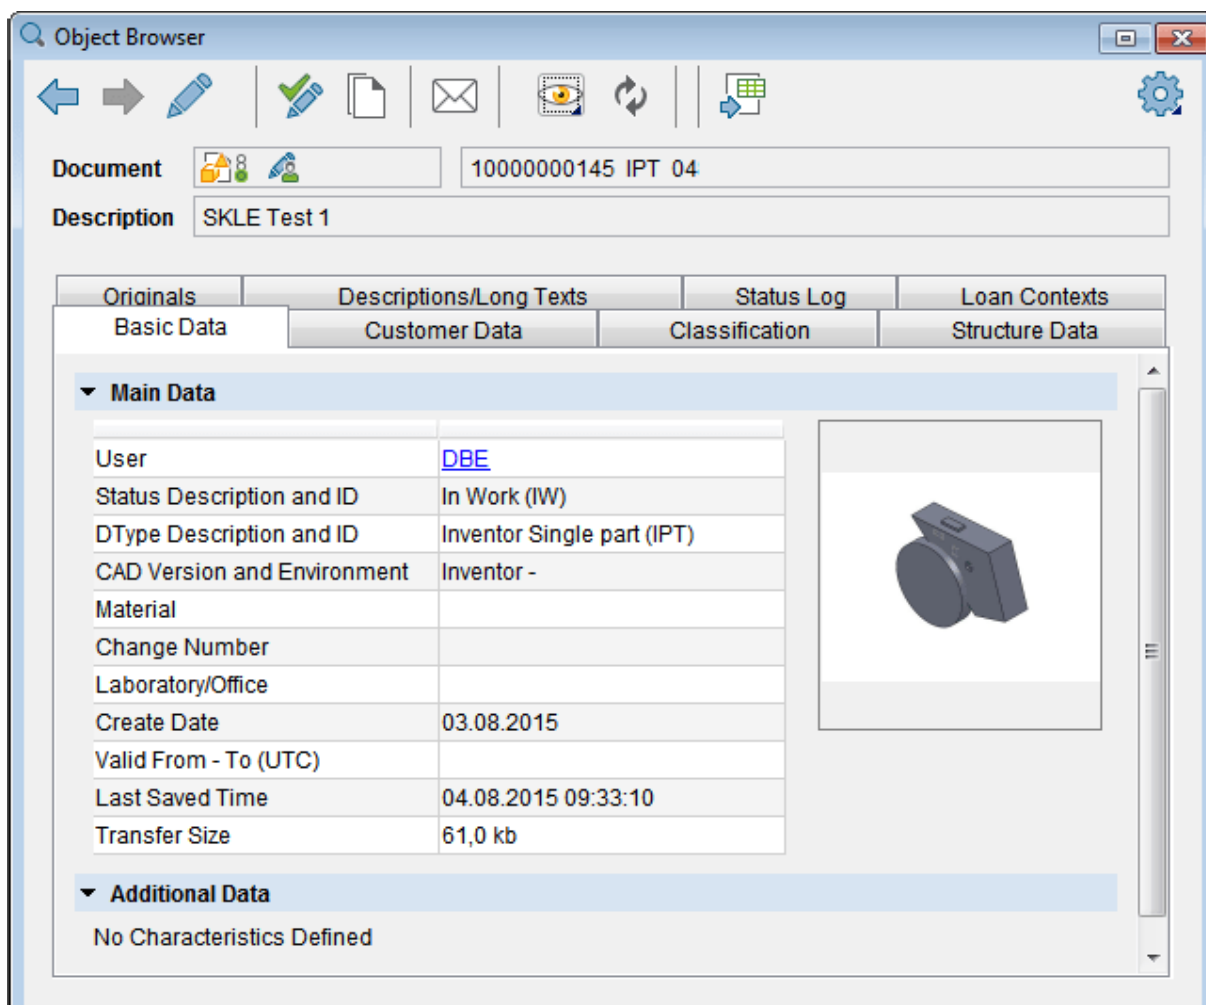 Object Browser
Document 10000000145 IPT 04
Description SKLE Test 1
Originals Descriptions/Long Texts Status Log Loan Contexts
Basic Data Customer Data Classification Structure Data
Main Data
User DBE
Status Description and ID In Work (IW)
DType Description and ID Inventor Single part (IPT)
CAD Version and Environment Inventor -
Material
Change Number
Laboratory/Office
Create Date 03.08.2015
Valid From - To (UTC)
Last Saved Time 04.08.2015 09:33:10
Transfer Size 61,0 kb
Additional Data
No Characteristics Defined